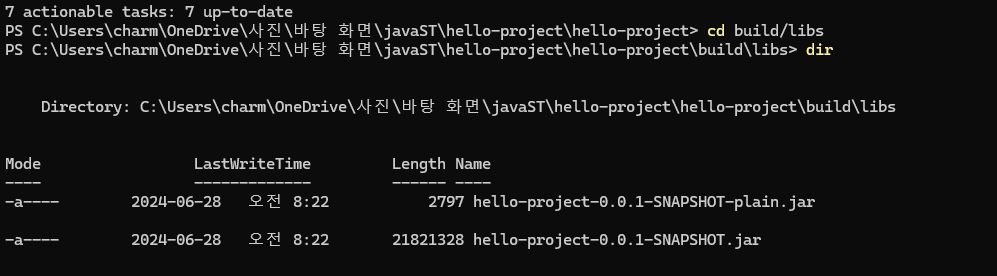 7 actionable tasks: 7 up-to-date
PS C:\Users\charm\OneDrive\사진\바탕 화면\javaST\hello-project\hello-project> cd build/libs
PS C:\Users\charm\OneDrive\사진\바탕 화면\javaST\hello-project\hello-project\build\libs> dir
Directory: C:\Users\charm\OneDrive\사진\바탕 화면\javaST\hello-project\hello-project\build\libs
Mode                 LastWriteTime         Length Name
----                 -------------         ------ ----
-a----        2024-06-28   오전 8:22           2797 hello-project-0.0.1-SNAPSHOT-plain.jar
-a----        2024-06-28   오전 8:22       21821328 hello-project-0.0.1-SNAPSHOT.jar